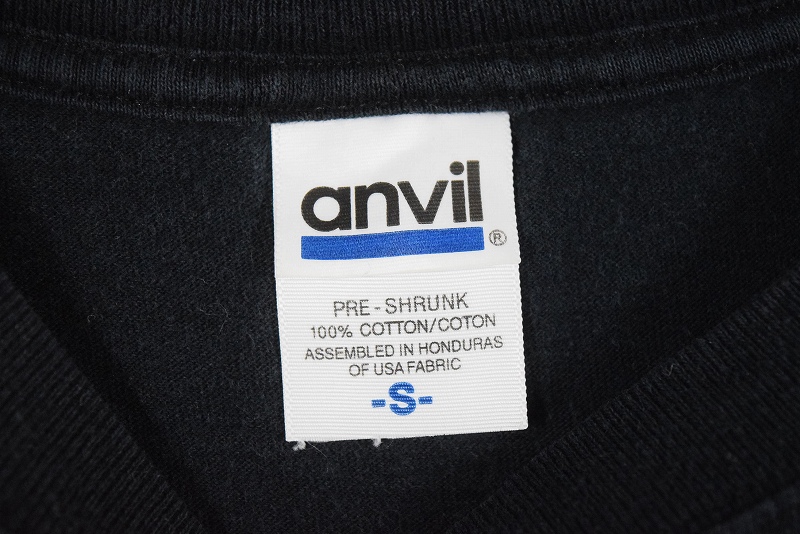 anvil
®
PRE-SHRUNK
100% COTTON/COTON
ASSEMBLED IN HONDURAS
OF USA FABRIC
-S-